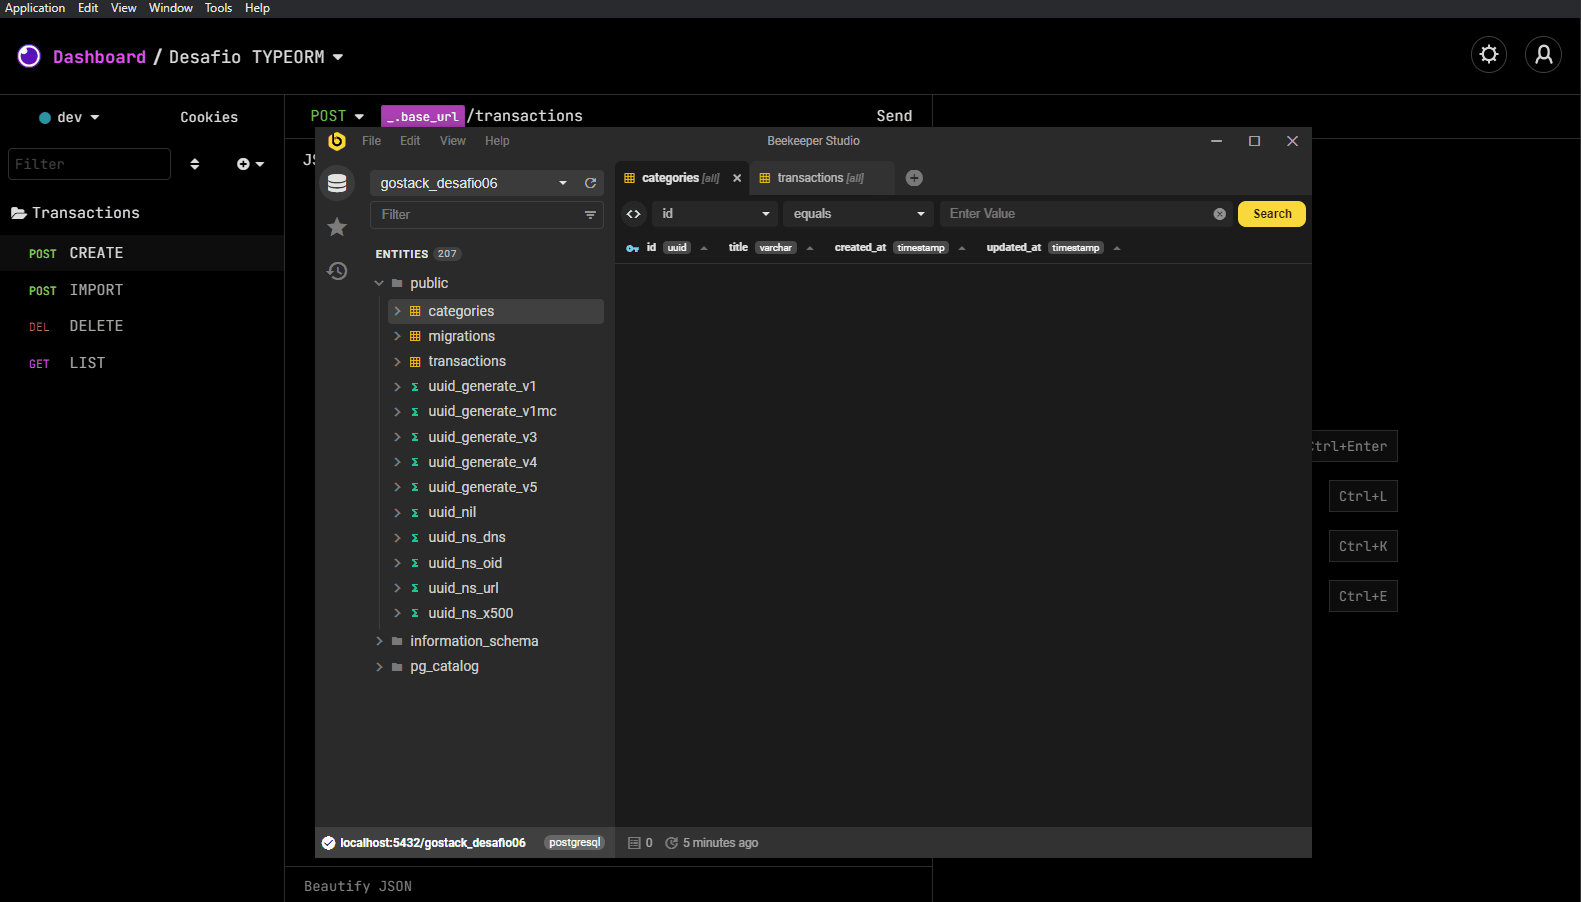 Application Edit View Window Tools Help
Dashboard / Desafio TYPEORM
dev Cookies
POST _.base_url/transactions Send
Filter
JS
Transactions
POST CREATE
POST IMPORT
DEL DELETE
GET LIST
File Edit View Help
Beekeeper Studio
gostack_desafio06
Filter
ENTITIES 207
public
categories
migrations
transactions
uuid_generate_v1
uuid_generate_v1mc
uuid_generate_v3
uuid_generate_v4
uuid_generate_v5
uuid_nil
uuid_ns_dns
uuid_ns_oid
uuid_ns_url
uuid_ns_x500
information_schema
pg_catalog
localhost:5432/gostack_desafio06 postgresql
categories [all] transactions [all]
id equals Enter Value Search
id uuid title varchar created_at timestamp updated_at timestamp
0 5 minutes ago
Ctrl+Enter
Ctrl+L
Ctrl+K
Ctrl+E
Beautify JSON